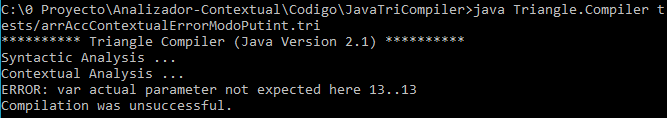 C:\0 Proyecto\Analizador-Contextual\Codigo\JavaTriCompiler>java Triangle.Compiler t
ests/arrAccContextualErrorModoPutint.tri
********** Triangle Compiler (Java Version 2.1) **********
Syntactic Analysis ...
Contextual Analysis ...
ERROR: var actual parameter not expected here 13..13
Compilation was unsuccessful.